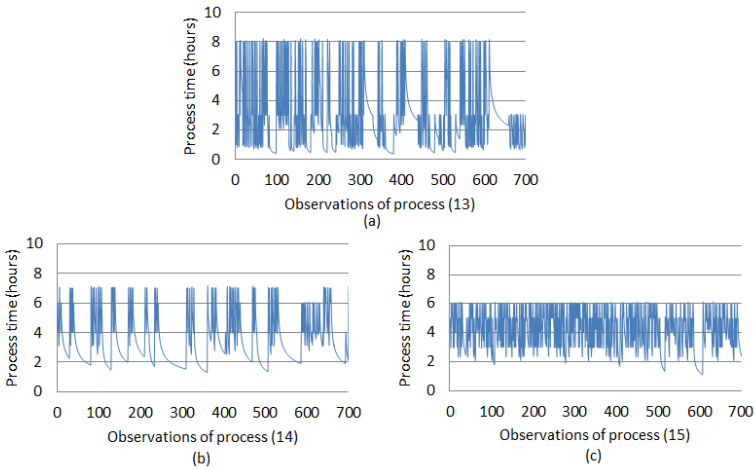 10
8
6
4
2
0
Process time (hours)
0 100 200 300 400 500 600 700
Observations of process (13)
(a)
10
8
6
4
2
0
Process time (hours)
0 100 200 300 400 500 600 700
Observations of process (14)
(b)
10
8
6
4
2
0
Process time (hours)
0 100 200 300 400 500 600 700
Observations of process (15)
(c)